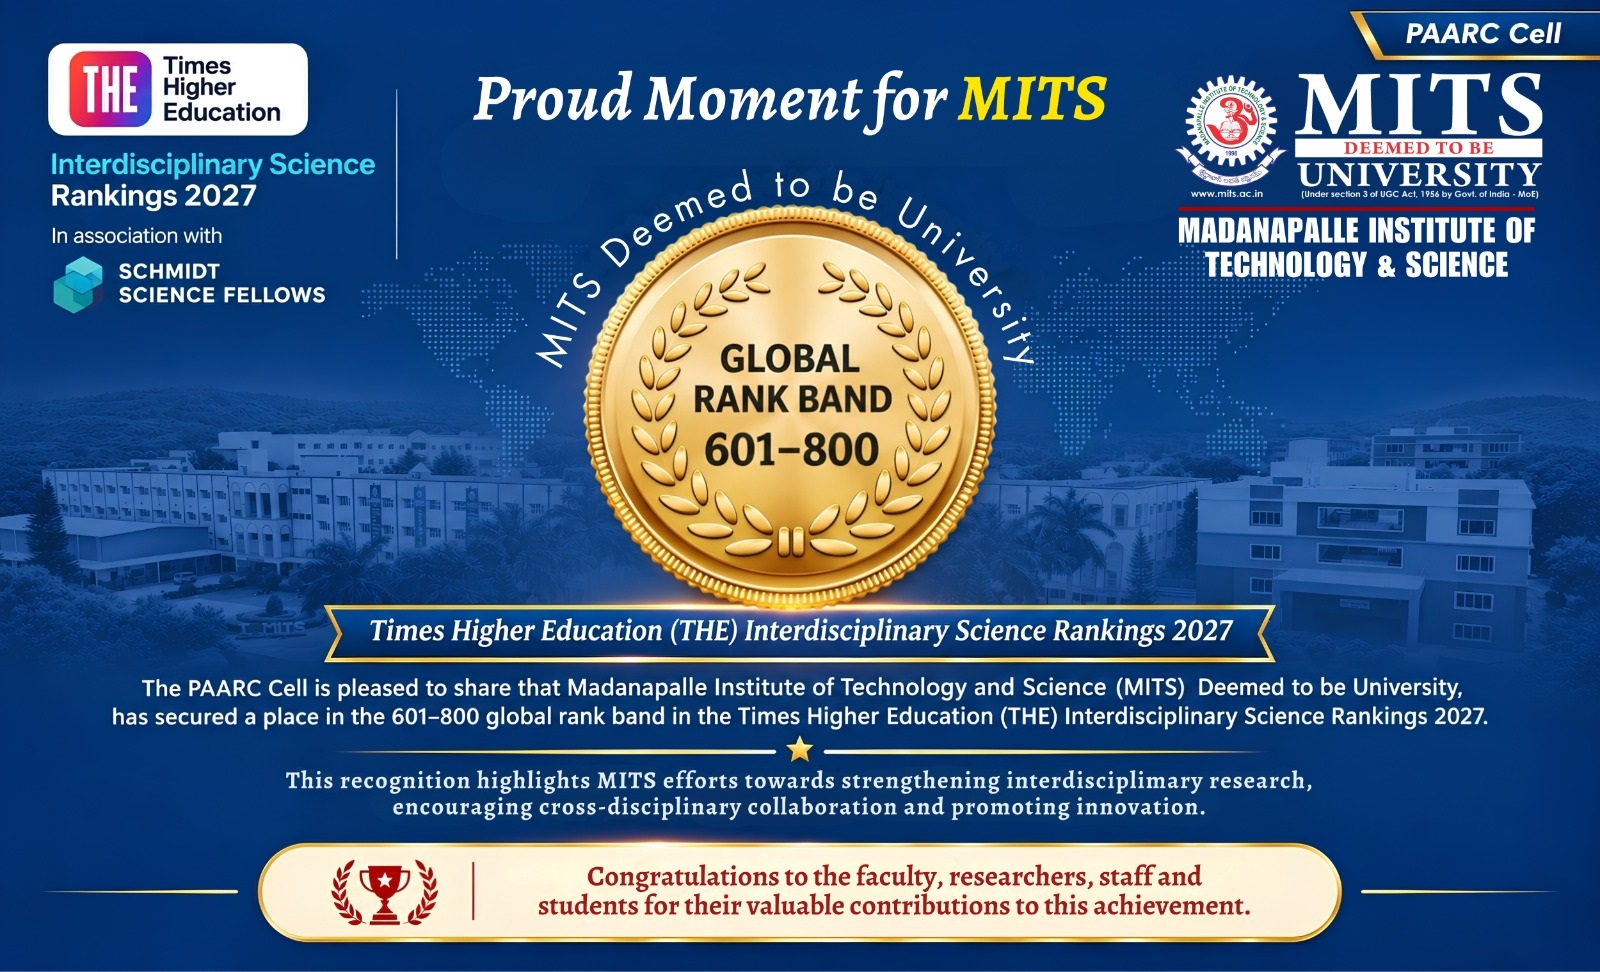 PAARC Cell
THE
Times
Higher
Education
Interdisciplinary Science
Rankings 2027
In association with
SCHMIDT
SCIENCE FELLOWS
Proud Moment for MITS
MADANAPALLE INSTITUTE OF TECHNOLOGY & SCIENCE
1998
www.mits.ac.in
MITS
DEEMED TO BE
UNIVERSITY
(Under section 3 of UGC Act, 1956 by Govt. of India - MoE)
MADANAPALLE INSTITUTE OF
TECHNOLOGY & SCIENCE
MITS Deemed to be University
GLOBAL
RANK BAND
601–800
MITS
Times Higher Education (THE) Interdisciplinary Science Rankings 2027
The PAARC Cell is pleased to share that Madanapalle Institute of Technology and Science (MITS) Deemed to be University,
has secured a place in the 601–800 global rank band in the Times Higher Education (THE) Interdisciplinary Science Rankings 2027.
This recognition highlights MITS efforts towards strengthening interdisciplimary research,
encouraging cross-disciplinary collaboration and promoting innovation.
Congratulations to the faculty, researchers, staff and
students for their valuable contributions to this achievement.